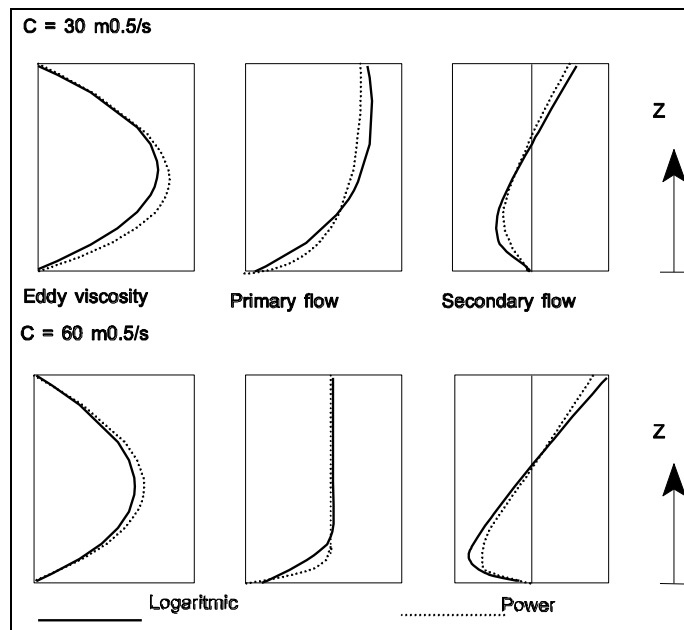 C = 30 m0.5/s
Z
Eddy viscosity Primary flow Secondary flow
C = 60 m0.5/s
Z
Logaritmic Power